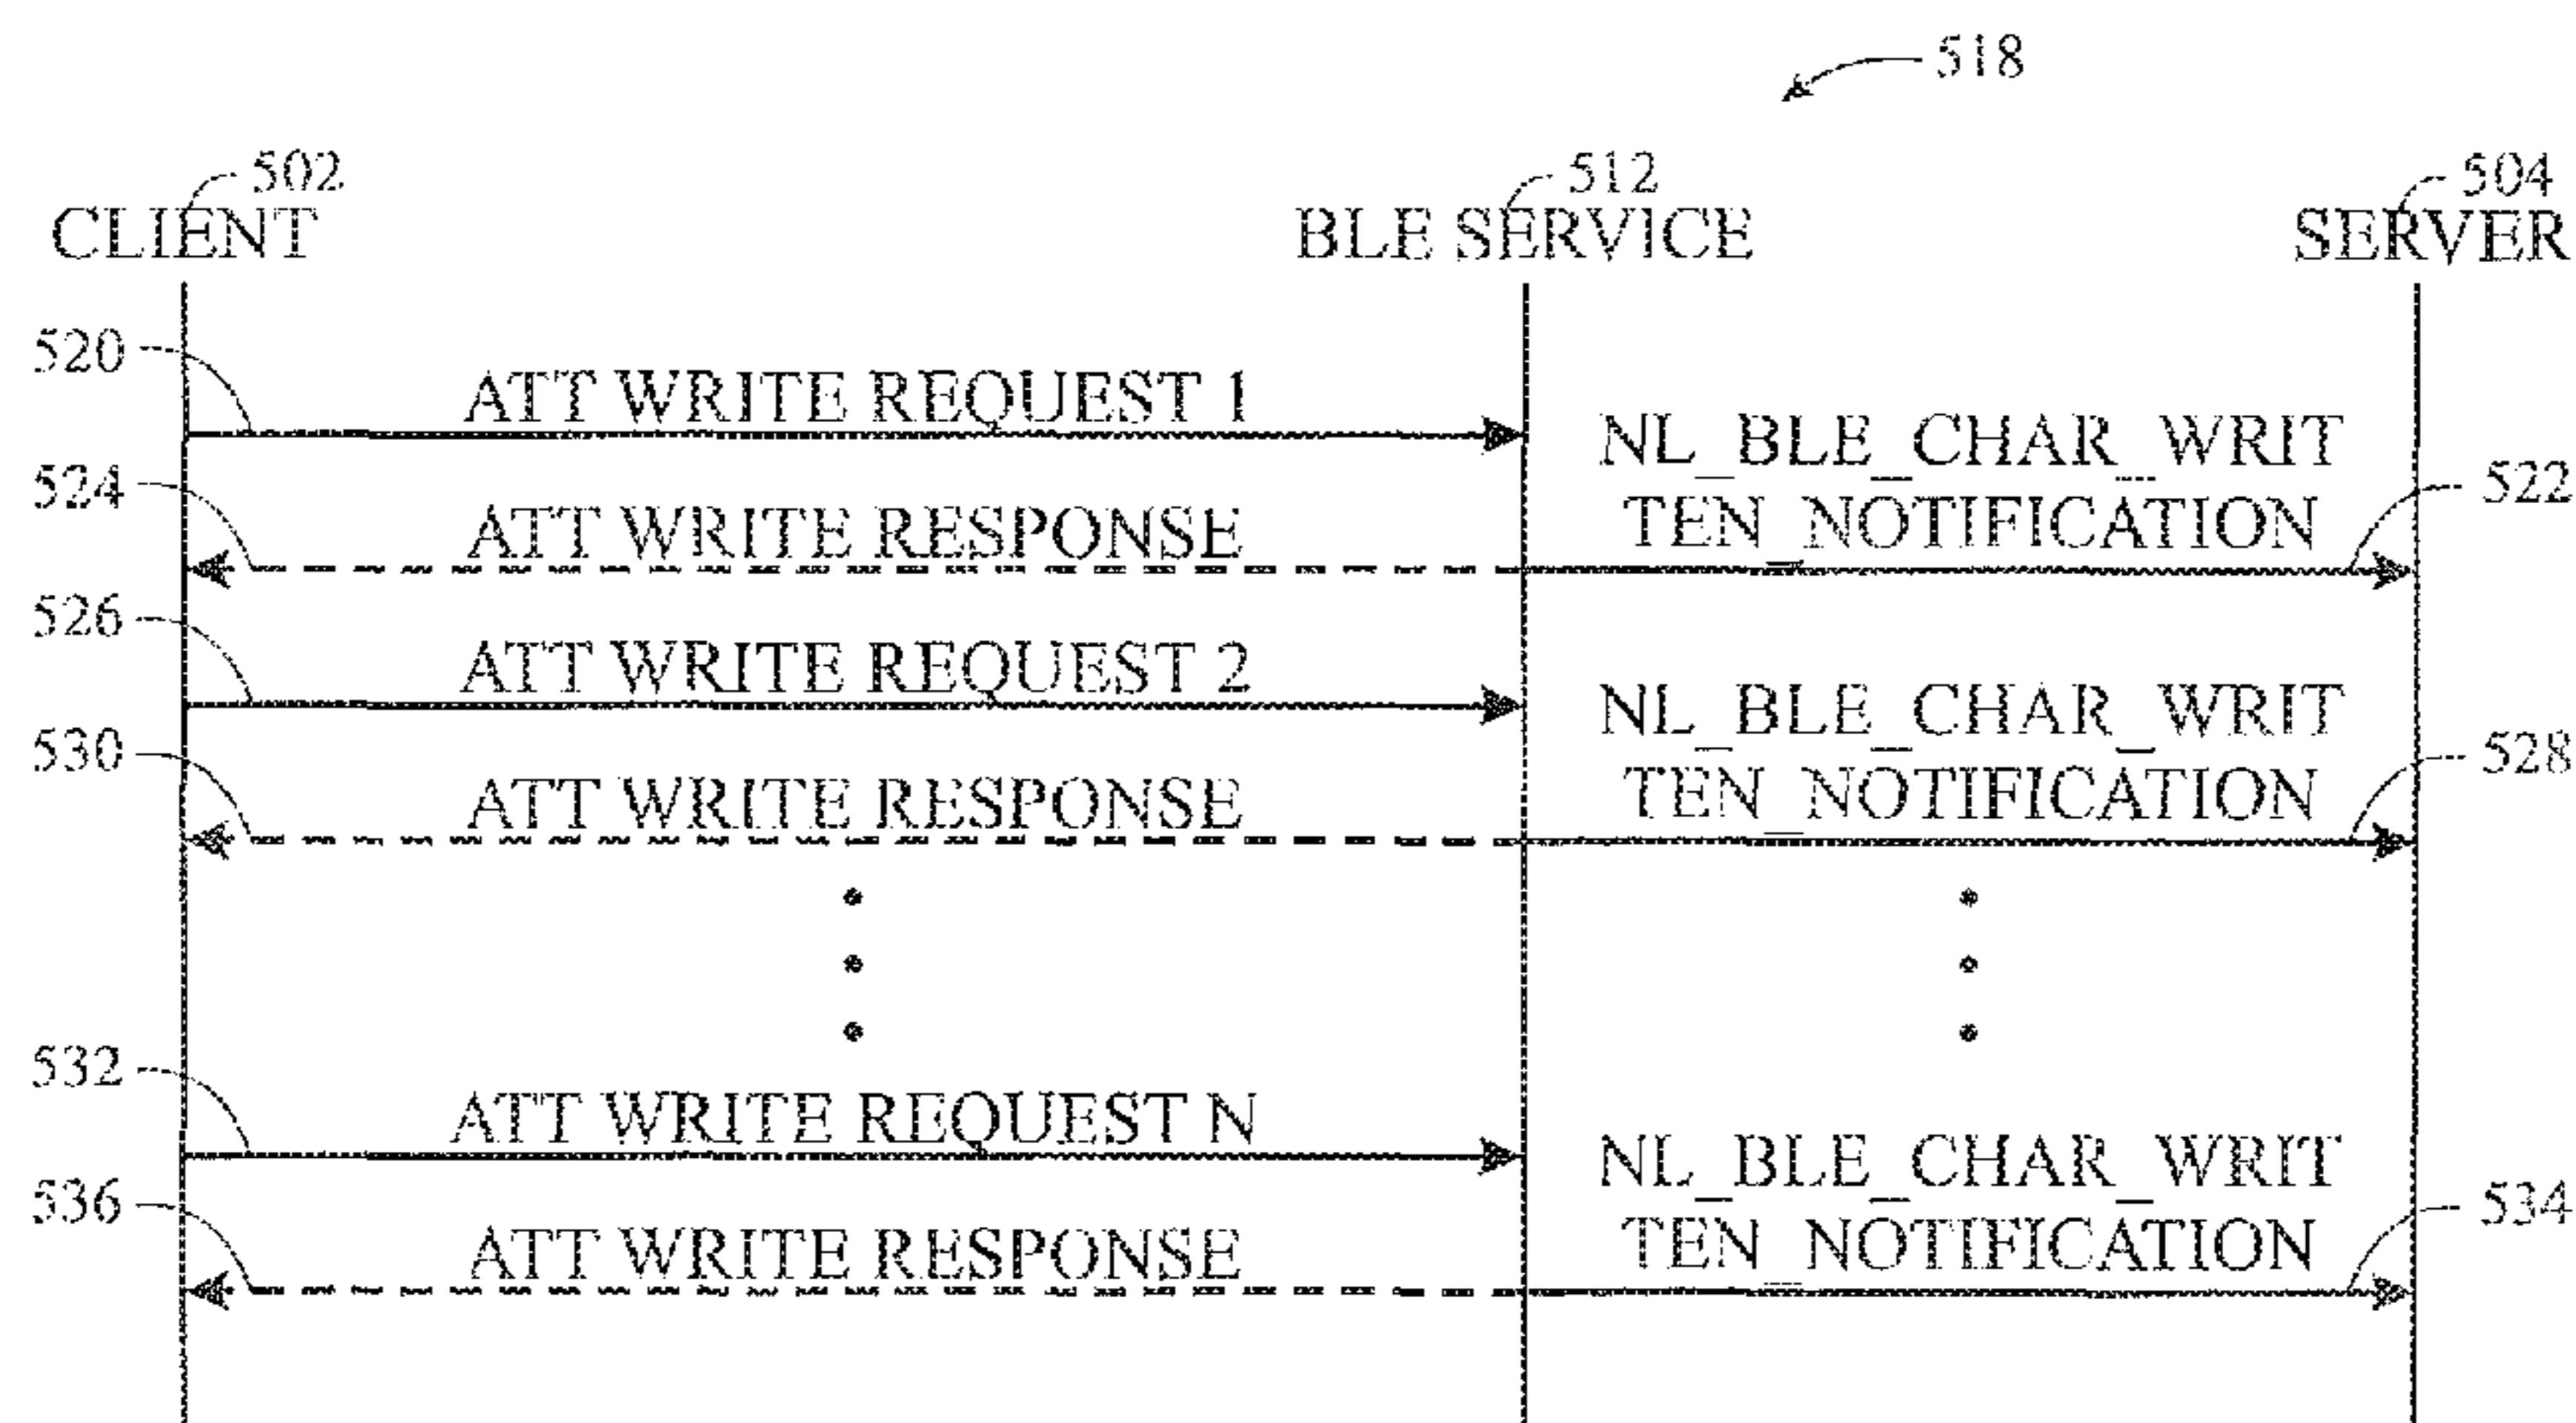 518
502
512
504
CLIENT
BLE SERVICE
SERVER
520
ATT WRITE REQUEST 1
NL_BLE_CHAR_WRIT
524
522
ATT WRITE RESPONSE
TEN_NOTIFICATION
526
ATT WRITE REQUEST 2
NL_BLE_CHAR_WRIT
530
528
ATT WRITE RESPONSE
TEN_NOTIFICATION
532
ATT WRITE REQUEST N
NL_BLE_CHAR_WRIT
536
534
ATT WRITE RESPONSE
TEN_NOTIFICATION